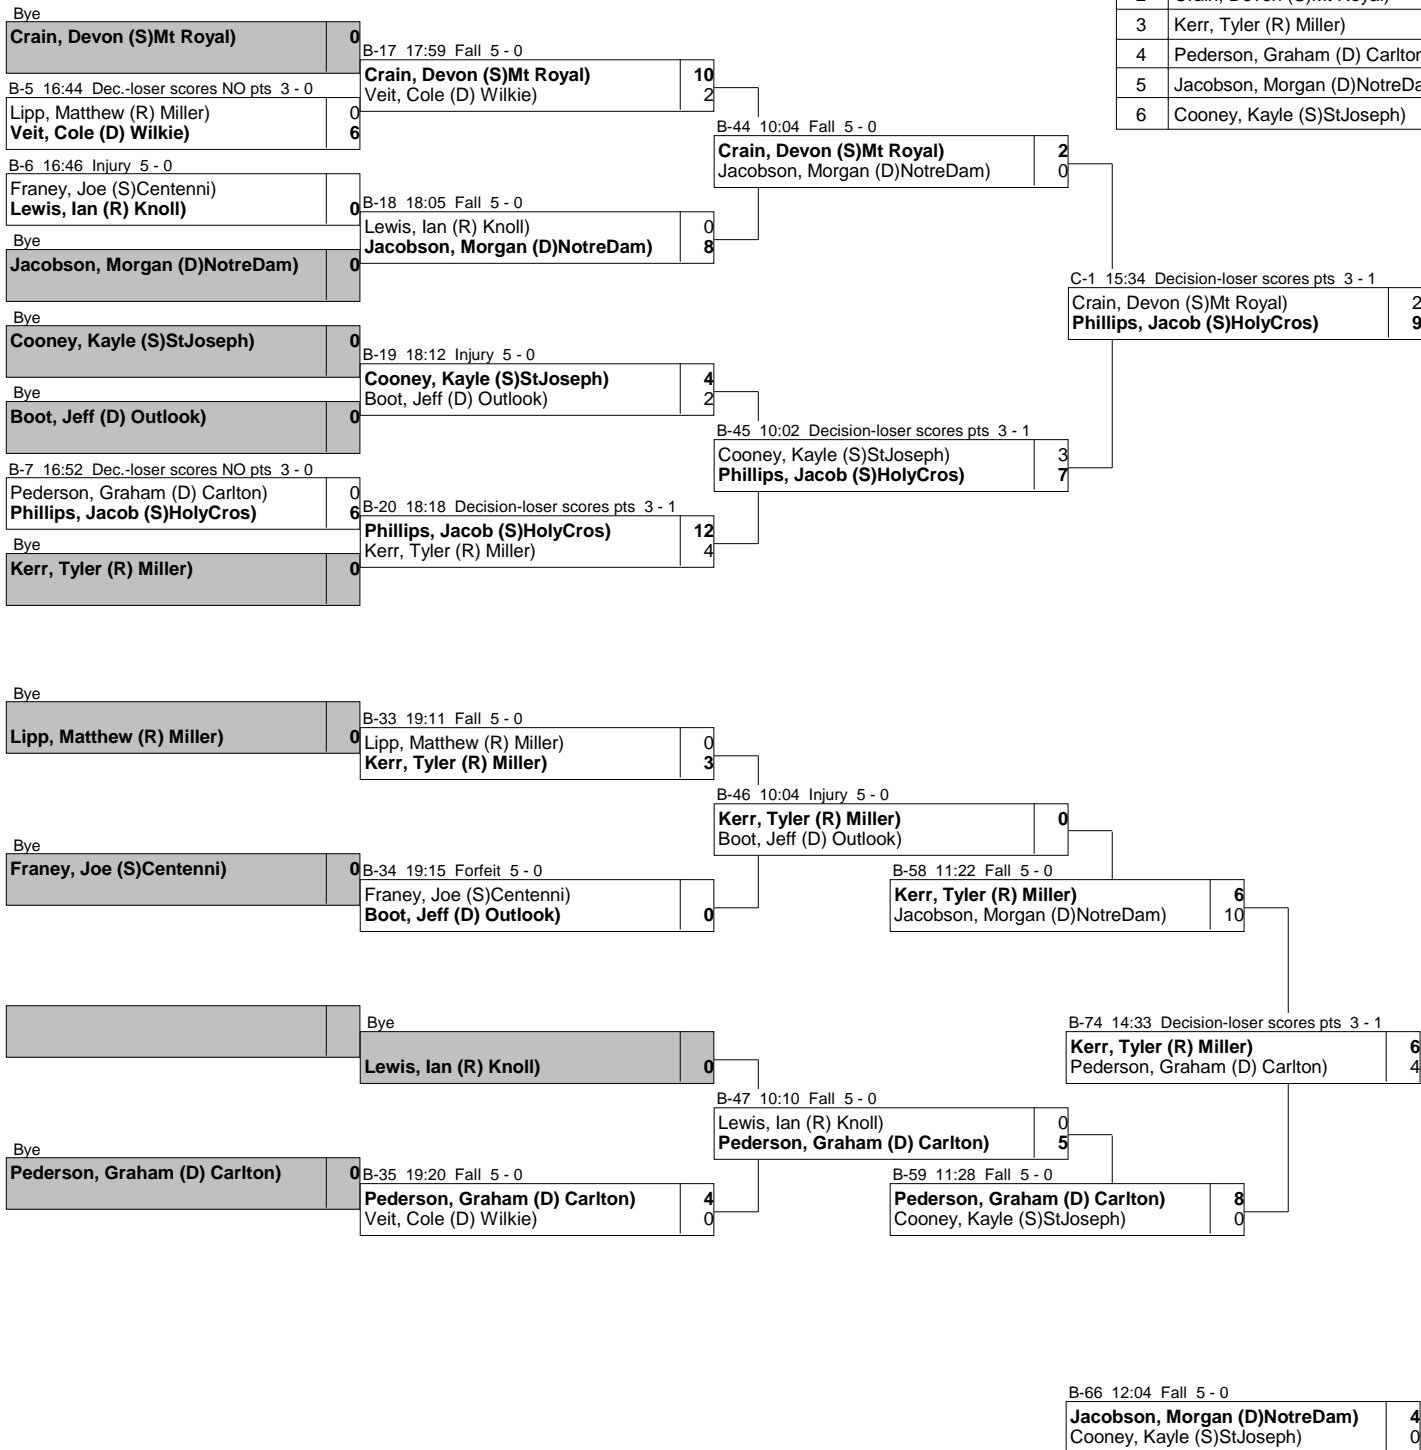 Bye
Crain, Devon (S)Mt Royal) 0
B-5 16:44 Dec.-loser scores NO pts 3 - 0
Lipp, Matthew (R) Miller) 0
Veit, Cole (D) Wilkie) 6
B-6 16:46 Injury 5 - 0
Franey, Joe (S)Centenni)
Lewis, Ian (R) Knoll) 0
Bye
Jacobson, Morgan (D)NotreDam) 0
Bye
Cooney, Kayle (S)StJoseph) 0
Bye
Boot, Jeff (D) Outlook) 0
B-7 16:52 Dec.-loser scores NO pts 3 - 0
Pederson, Graham (D) Carlton) 0
Phillips, Jacob (S)HolyCros) 6
Bye
Kerr, Tyler (R) Miller) 0
B-17 17:59 Fall 5 - 0
Crain, Devon (S)Mt Royal) 10
Veit, Cole (D) Wilkie) 2
B-18 18:05 Fall 5 - 0
Lewis, Ian (R) Knoll) 0
Jacobson, Morgan (D)NotreDam) 8
B-19 18:12 Injury 5 - 0
Cooney, Kayle (S)StJoseph) 4
Boot, Jeff (D) Outlook) 2
B-20 18:18 Decision-loser scores pts 3 - 1
Phillips, Jacob (S)HolyCros) 12
Kerr, Tyler (R) Miller) 4
B-44 10:04 Fall 5 - 0
Crain, Devon (S)Mt Royal) 2
Jacobson, Morgan (D)NotreDam) 0
B-45 10:02 Decision-loser scores pts 3 - 1
Cooney, Kayle (S)StJoseph) 3
Phillips, Jacob (S)HolyCros) 7
3 Kerr, Tyler (R) Miller)
4 Pederson, Graham (D) Carlton
5 Jacobson, Morgan (D)NotreDa
6 Cooney, Kayle (S)StJoseph)
C-1 15:34 Decision-loser scores pts 3 - 1
Crain, Devon (S)Mt Royal) 2
Phillips, Jacob (S)HolyCros) 9
Bye
Lipp, Matthew (R) Miller) 0
Bye
Franey, Joe (S)Centenni) 0
Bye
Pederson, Graham (D) Carlton) 0
B-33 19:11 Fall 5 - 0
Lipp, Matthew (R) Miller) 0
Kerr, Tyler (R) Miller) 3
B-34 19:15 Forfeit 5 - 0
Franey, Joe (S)Centenni)
Boot, Jeff (D) Outlook) 0
Bye
Lewis, Ian (R) Knoll) 0
B-35 19:20 Fall 5 - 0
Pederson, Graham (D) Carlton) 4
Veit, Cole (D) Wilkie) 0
B-46 10:04 Injury 5 - 0
Kerr, Tyler (R) Miller) 0
Boot, Jeff (D) Outlook)
B-47 10:10 Fall 5 - 0
Lewis, Ian (R) Knoll) 0
Pederson, Graham (D) Carlton) 5
B-58 11:22 Fall 5 - 0
Kerr, Tyler (R) Miller) 6
Jacobson, Morgan (D)NotreDam) 10
B-59 11:28 Fall 5 - 0
Pederson, Graham (D) Carlton) 8
Cooney, Kayle (S)StJoseph) 0
B-74 14:33 Decision-loser scores pts 3 - 1
Kerr, Tyler (R) Miller) 6
Pederson, Graham (D) Carlton) 4
B-66 12:04 Fall 5 - 0
Jacobson, Morgan (D)NotreDam) 4
Cooney, Kayle (S)StJoseph) 0